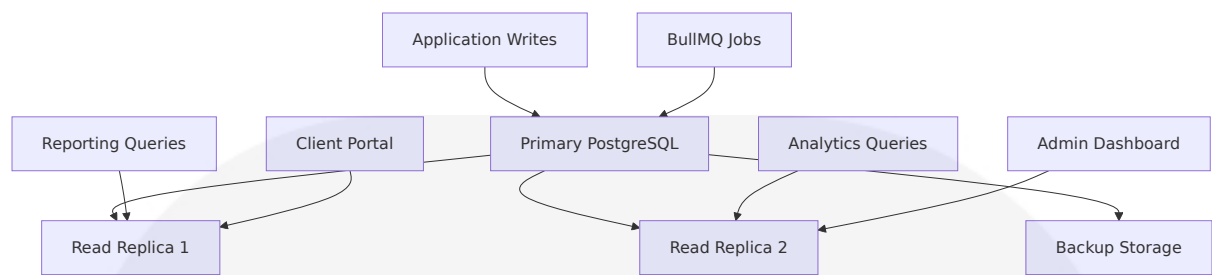 Application Writes
BullMQ Jobs
Reporting Queries
Client Portal
Primary PostgreSQL
Analytics Queries
Admin Dashboard
Read Replica 1
Read Replica 2
Backup Storage